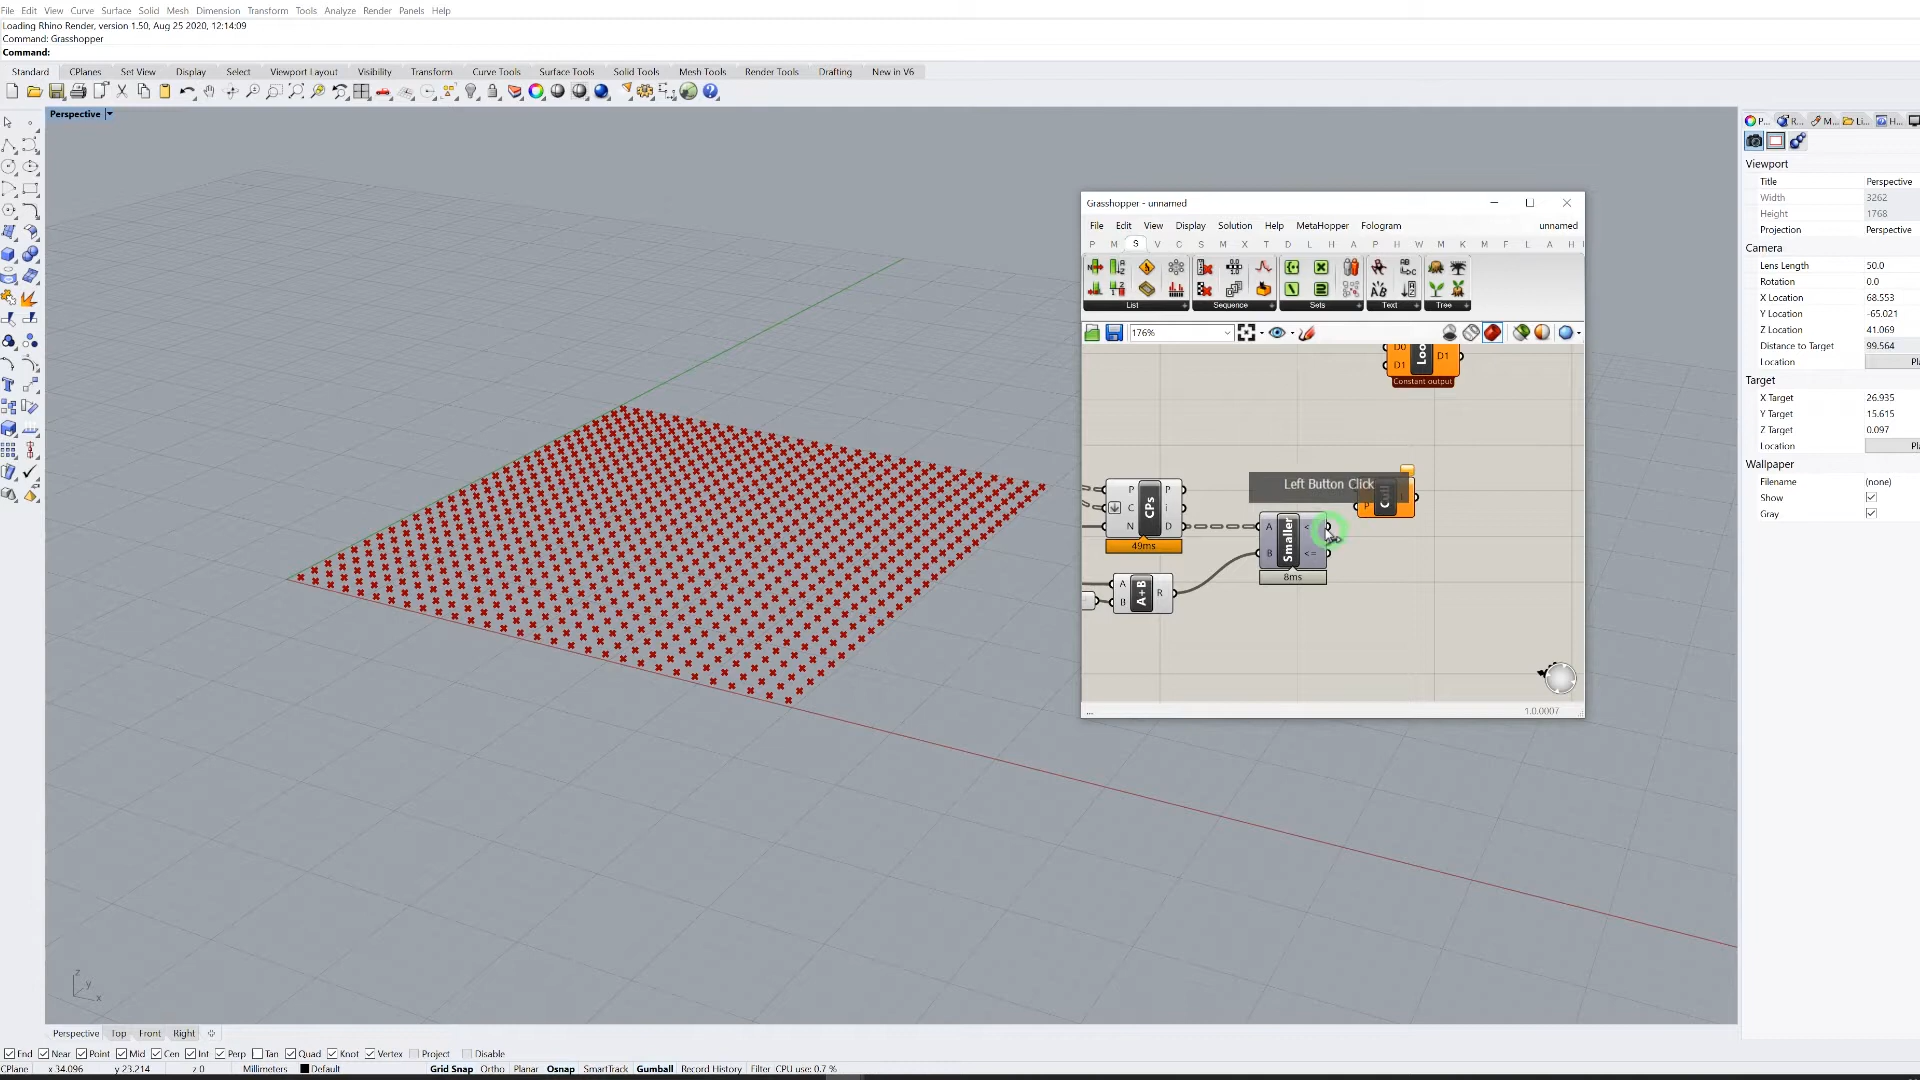 File Edit View Curve Surface Solid Mesh Dimension Transform Tools Analyze Render Panels Help
Loading Rhino Render, version 1.50, Aug 25 2020, 12:14:09
Command: Grasshopper
Command:
Standard CPlanes Set View Display Select Viewport Layout Visibility Transform Curve Tools Surface Tools Solid Tools Mesh Tools Render Tools Drafting New in V6
Perspective
P... R... M... Li... H...
Viewport
Title Perspective
Width 3262
Height 1768
Projection Perspective
Camera
Lens Length 50.0
Rotation 0.0
X Location 68.553
Y Location -65.021
Z Location 41.069
Distance to Target 99.564
Location Pl
Target
X Target 26.935
Y Target 15.615
Z Target 0.097
Location Pl
Wallpaper
Filename (none)
Show
Gray
Grasshopper - unnamed
File Edit View Display Solution Help MetaHopper Fologram unnamed
P M S V C S M X T D L H A P H W M K M F L A H
List Sequence Sets Text Tree
176%
D0 D1 Loo D1
Constant output
Left Button Click
P C N CPs P i D
49ms
A B Smaller < <=
8ms
A B A+B R
P Cull
... 1.0.0007
z y x
Perspective Top Front Right
End Near Point Mid Cen Int Perp Tan Quad Knot Vertex Project Disable
CPlane x 34.096 y 23.214 z 0 Millimeters Default Grid Snap Ortho Planar Osnap SmartTrack Gumball Record History Filter CPU use: 0.7 %